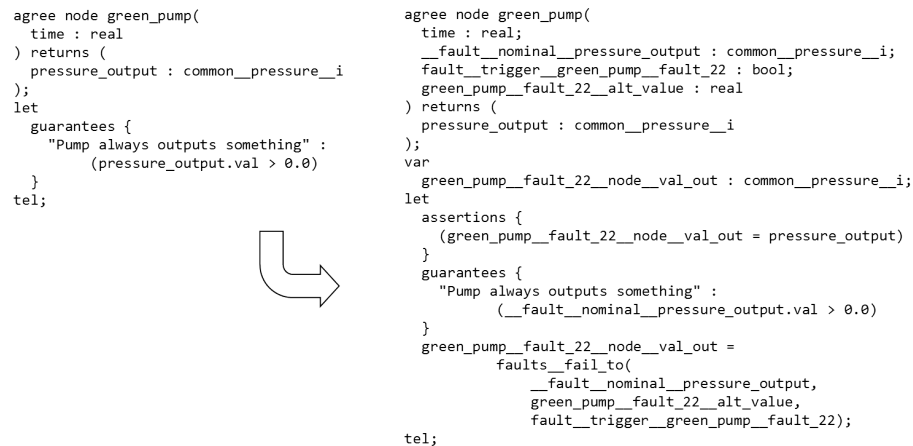 agree node green_pump(
  time : real
) returns (
  pressure_output : common__pressure__i
);
let
  guarantees {
    "Pump always outputs something" :
         (pressure_output.val > 0.0)
  }
tel;
agree node green_pump(
  time : real;
  __fault__nominal__pressure_output : common__pressure__i;
  fault__trigger__green_pump__fault_22 : bool;
  green_pump__fault_22__alt_value : real
) returns (
  pressure_output : common__pressure__i
);
var
  green_pump__fault_22__node__val_out : common__pressure__i;
let
  assertions {
    (green_pump__fault_22__node__val_out = pressure_output)
  }
  guarantees {
    "Pump always outputs something" :
          (__fault__nominal__pressure_output.val > 0.0)
  }
  green_pump__fault_22__node__val_out =
          faults__fail_to(
              __fault__nominal__pressure_output,
              green_pump__fault_22__alt_value,
              fault__trigger__green_pump__fault_22);
tel;